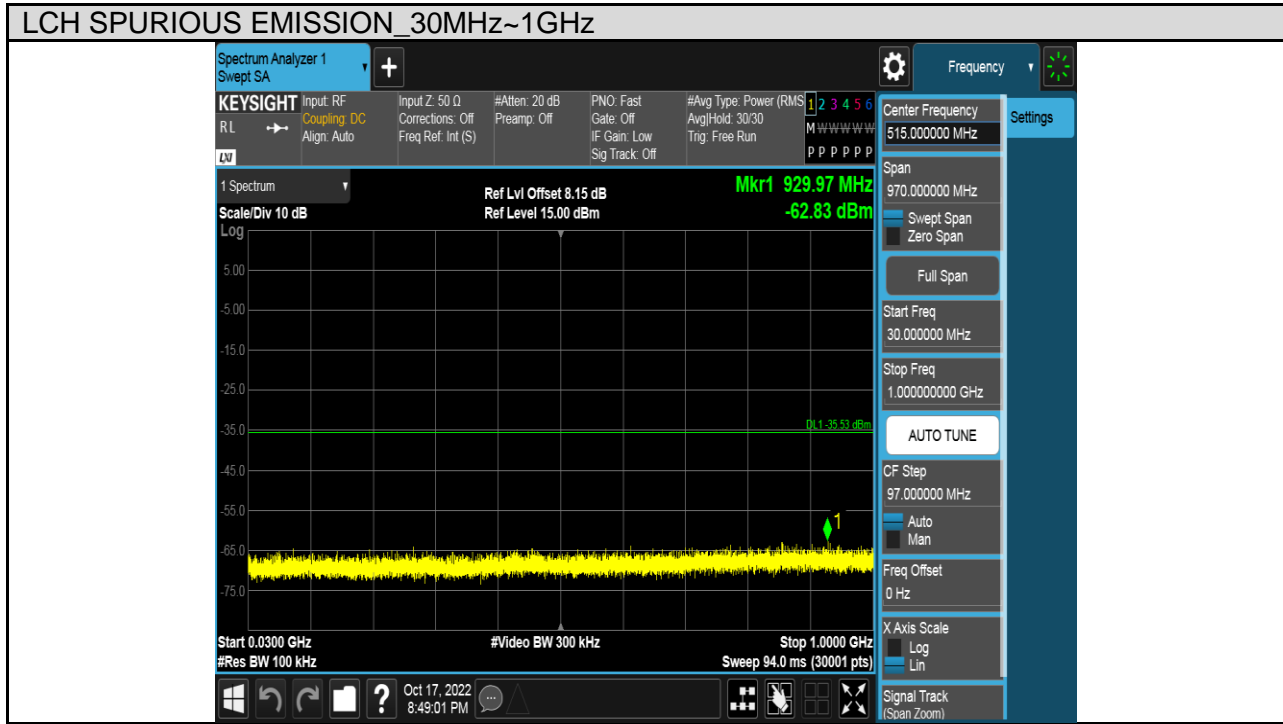 LCH SPURIOUS EMISSION_30MHz~1GHz
Spectrum Analyzer 1
Swept SA
Frequency
KEYSIGHT
RL
LXI
Input: RF
Coupling: DC
Align: Auto
Input Z: 50 Ω
Corrections: Off
Freq Ref: Int (S)
#Atten: 20 dB
Preamp: Off
PNO: Fast
Gate: Off
IF Gain: Low
Sig Track: Off
#Avg Type: Power (RMS
Avg|Hold: 30/30
Trig: Free Run
1 2 3 4 5 6
M W W W W W
P P P P P P
1 Spectrum
Scale/Div 10 dB
Log
Ref Lvl Offset 8.15 dB
Ref Level 15.00 dBm
Mkr1 929.97 MHz
-62.83 dBm
5.00
-5.00
-15.0
-25.0
-35.0
DL1 -35.53 dBm
-45.0
-55.0
1
-65.0
-75.0
Start 0.0300 GHz
#Res BW 100 kHz
#Video BW 300 kHz
Stop 1.0000 GHz
Sweep 94.0 ms (30001 pts)
Center Frequency
515.000000 MHz
Settings
Span
970.000000 MHz
Swept Span
Zero Span
Full Span
Start Freq
30.000000 MHz
Stop Freq
1.000000000 GHz
AUTO TUNE
CF Step
97.000000 MHz
Auto
Man
Freq Offset
0 Hz
X Axis Scale
Log
Lin
Signal Track
(Span Zoom)
?
Oct 17, 2022
8:49:01 PM